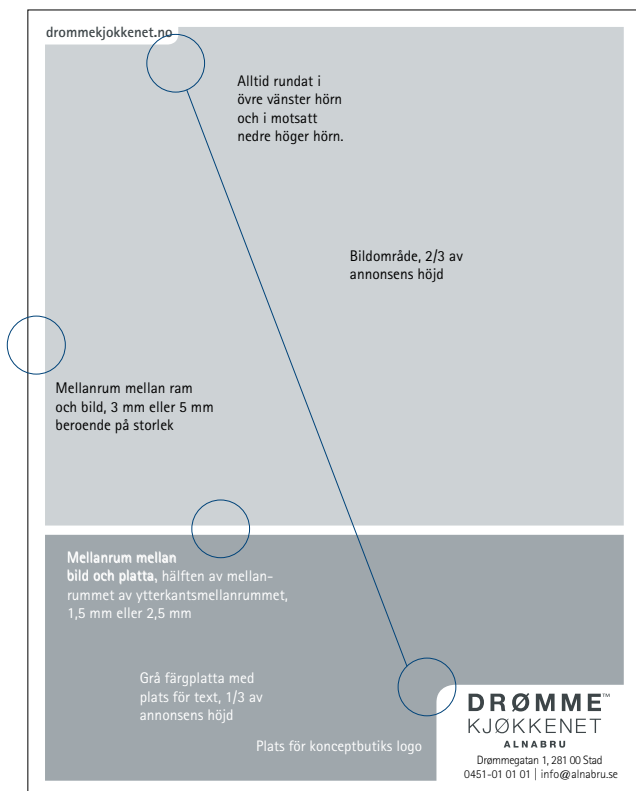 drommekjokkenet.no
Alltid rundat i
övre vänster hörn
och i motsatt
nedre höger hörn.
Bildområde, 2/3 av
annonsens höjd
Mellanrum mellan ram
och bild, 3 mm eller 5 mm
beroende på storlek
Mellanrum mellan
bild och platta, hälften av mellan-
rummet av ytterkantsmellanrummet,
1,5 mm eller 2,5 mm
Grå färgplatta med
plats för text, 1/3 av
annonsens höjd
Plats för konceptbutiks logo
DRØMME™
KJØKKENET
ALNABRU
Drømmegatan 1, 281 00 Stad
0451-01 01 01 | info@alnabru.se